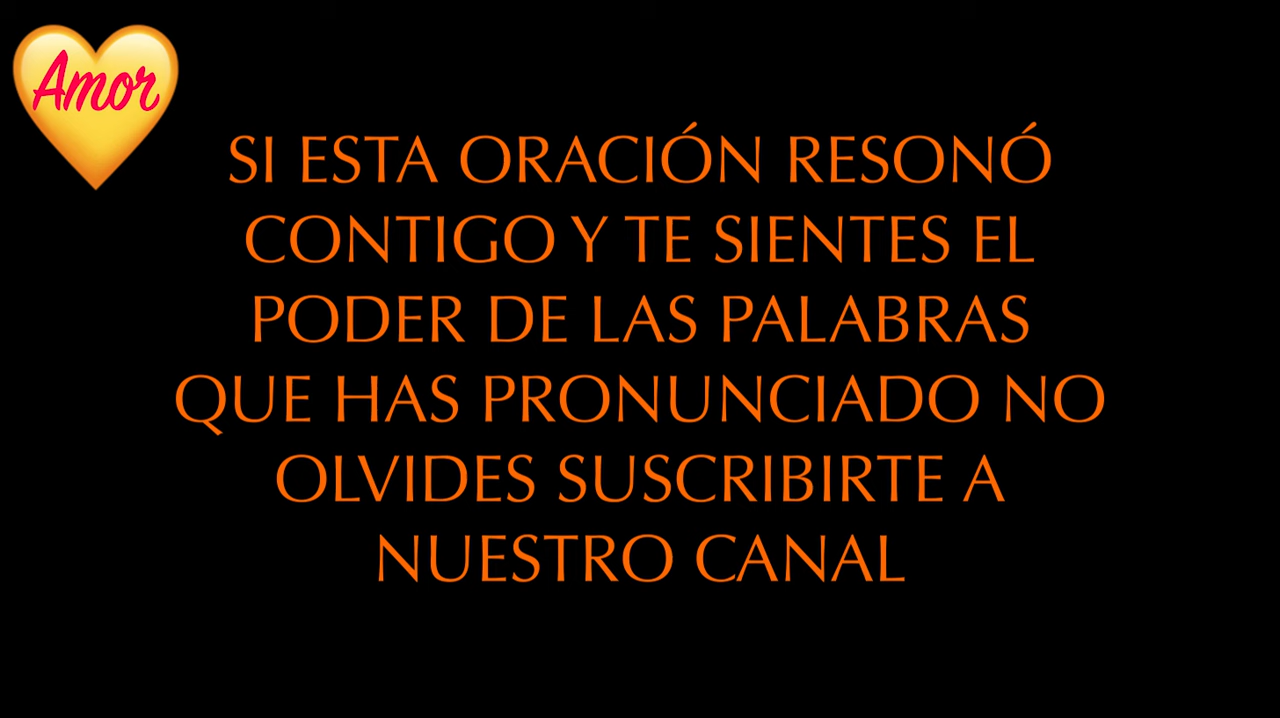 Amor
SI ESTA ORACIÓN RESONÓ
CONTIGO Y TE SIENTES EL
PODER DE LAS PALABRAS
QUE HAS PRONUNCIADO NO
OLVIDES SUSCRIBIRTE A
NUESTRO CANAL